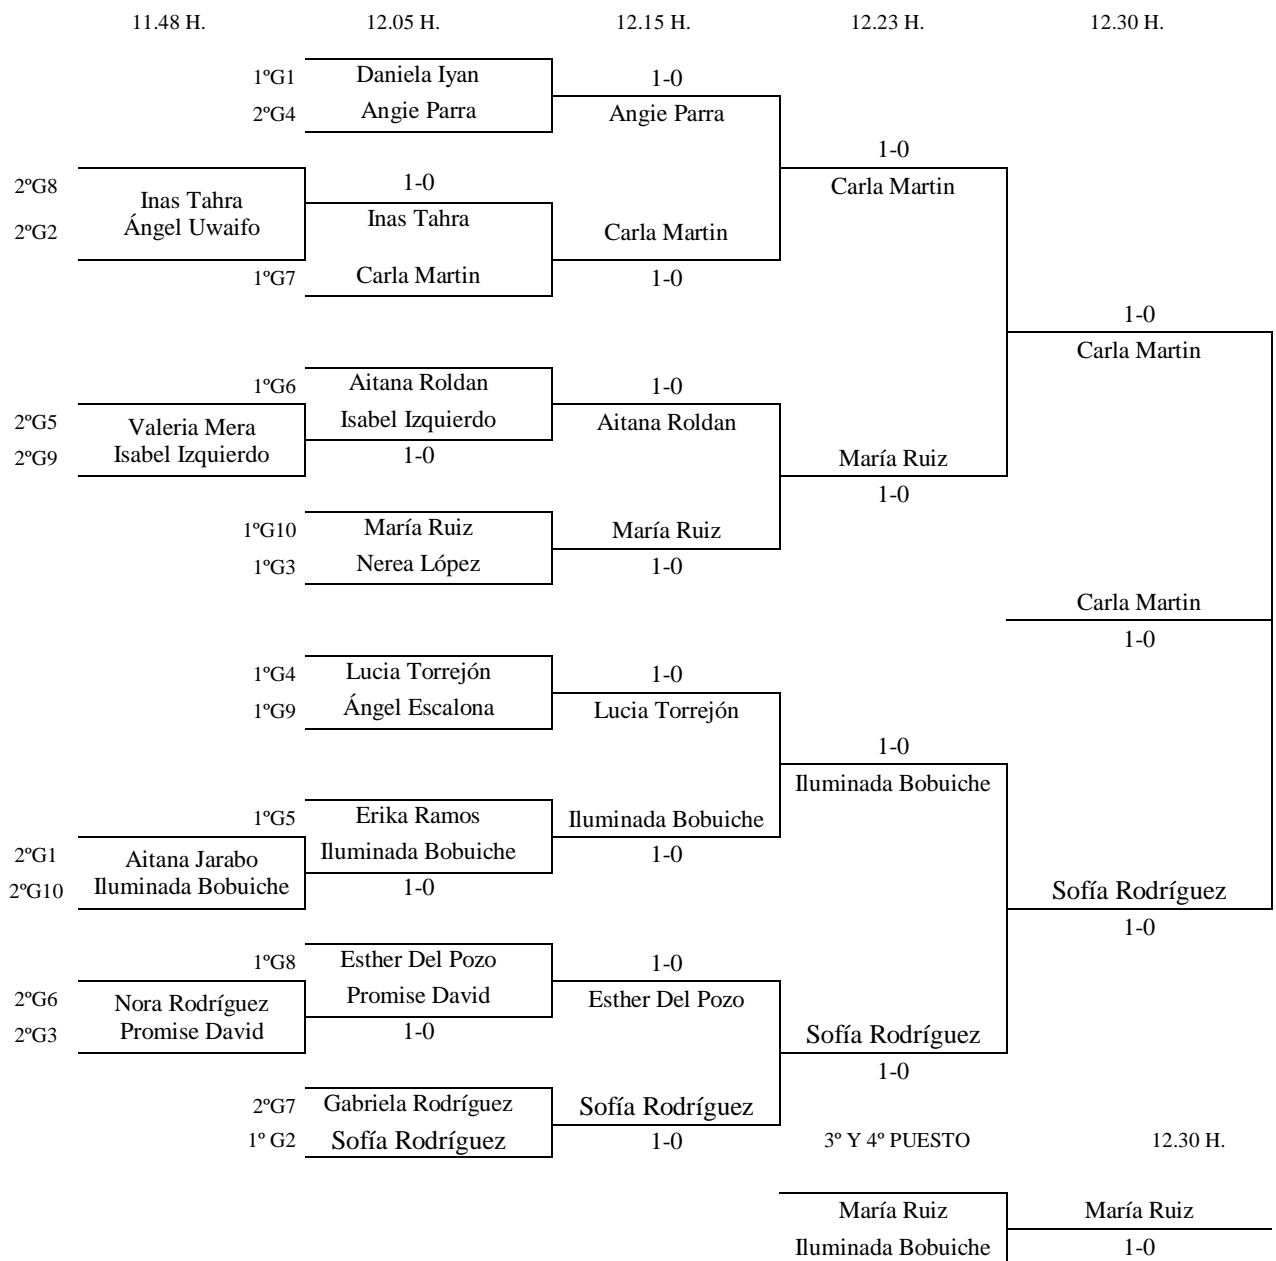 11.48 H. 12.05 H. 12.15 H. 12.23 H. 12.30 H.
1ºG1 Daniela Iyan 1-0
2ºG4 Angie Parra Angie Parra
1-0
2ºG8 Inas Tahra 1-0 Carla Martin
2ºG2 Ángel Uwaifo Inas Tahra Carla Martin
1ºG7 Carla Martin 1-0
1-0
Carla Martin
1ºG6 Aitana Roldan 1-0
2ºG5 Valeria Mera Isabel Izquierdo Aitana Roldan
2ºG9 Isabel Izquierdo 1-0 María Ruiz
1-0
1ºG10 María Ruiz María Ruiz
1ºG3 Nerea López 1-0
Carla Martin
1-0
1ºG4 Lucia Torrejón 1-0
1ºG9 Ángel Escalona Lucia Torrejón
1-0
Iluminada Bobuiche
1ºG5 Erika Ramos Iluminada Bobuiche
2ºG1 Aitana Jarabo Iluminada Bobuiche 1-0
2ºG10 Iluminada Bobuiche 1-0 Sofía Rodríguez
1-0
1ºG8 Esther Del Pozo 1-0
2ºG6 Nora Rodríguez Promise David Esther Del Pozo
2ºG3 Promise David 1-0 Sofía Rodríguez
1-0
2ºG7 Gabriela Rodríguez Sofía Rodríguez
1º G2 Sofía Rodríguez 1-0 3º Y 4º PUESTO 12.30 H.
María Ruiz María Ruiz
Iluminada Bobuiche 1-0